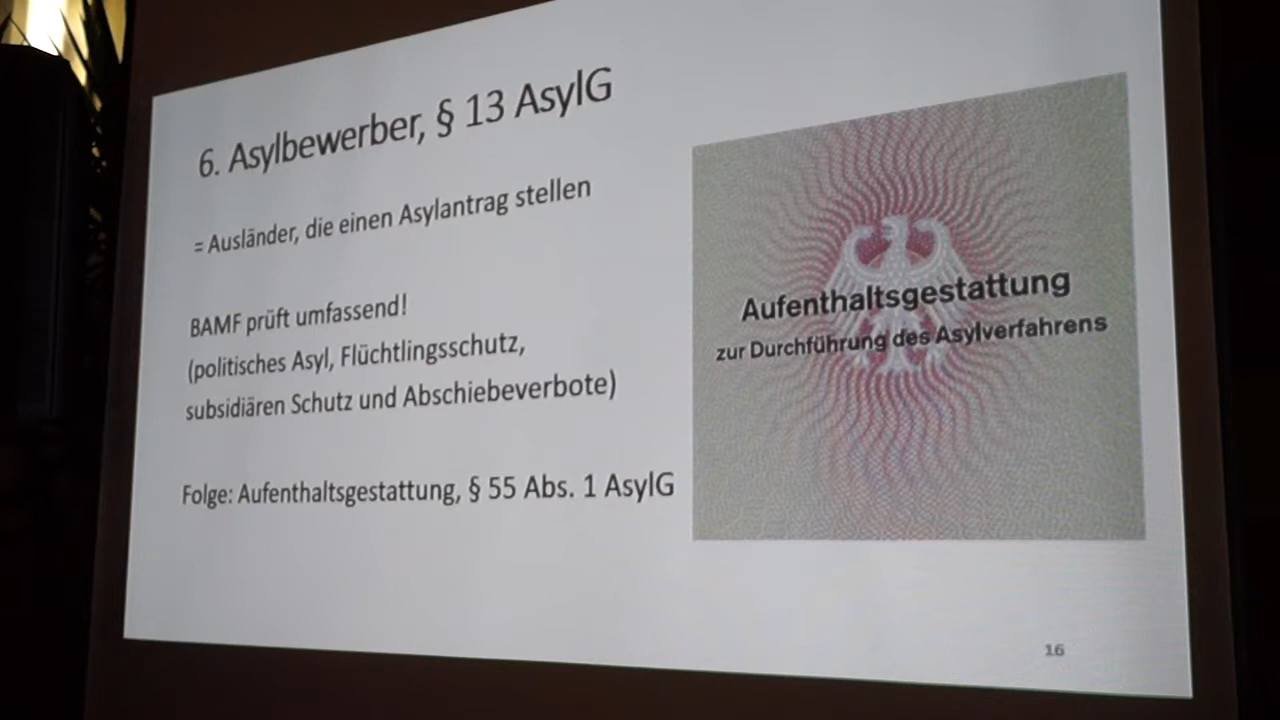 6. Asylbewerber, § 13 AsylG
= Ausländer, die einen Asylantrag stellen
BAMF prüft umfassend!
(politisches Asyl, Flüchtlingsschutz,
subsidiären Schutz und Abschiebeverbote)
Folge: Aufenthaltsgestattung, § 55 Abs. 1 AsylG
Aufenthaltsgestattung
zur Durchführung des Asylverfahrens
16